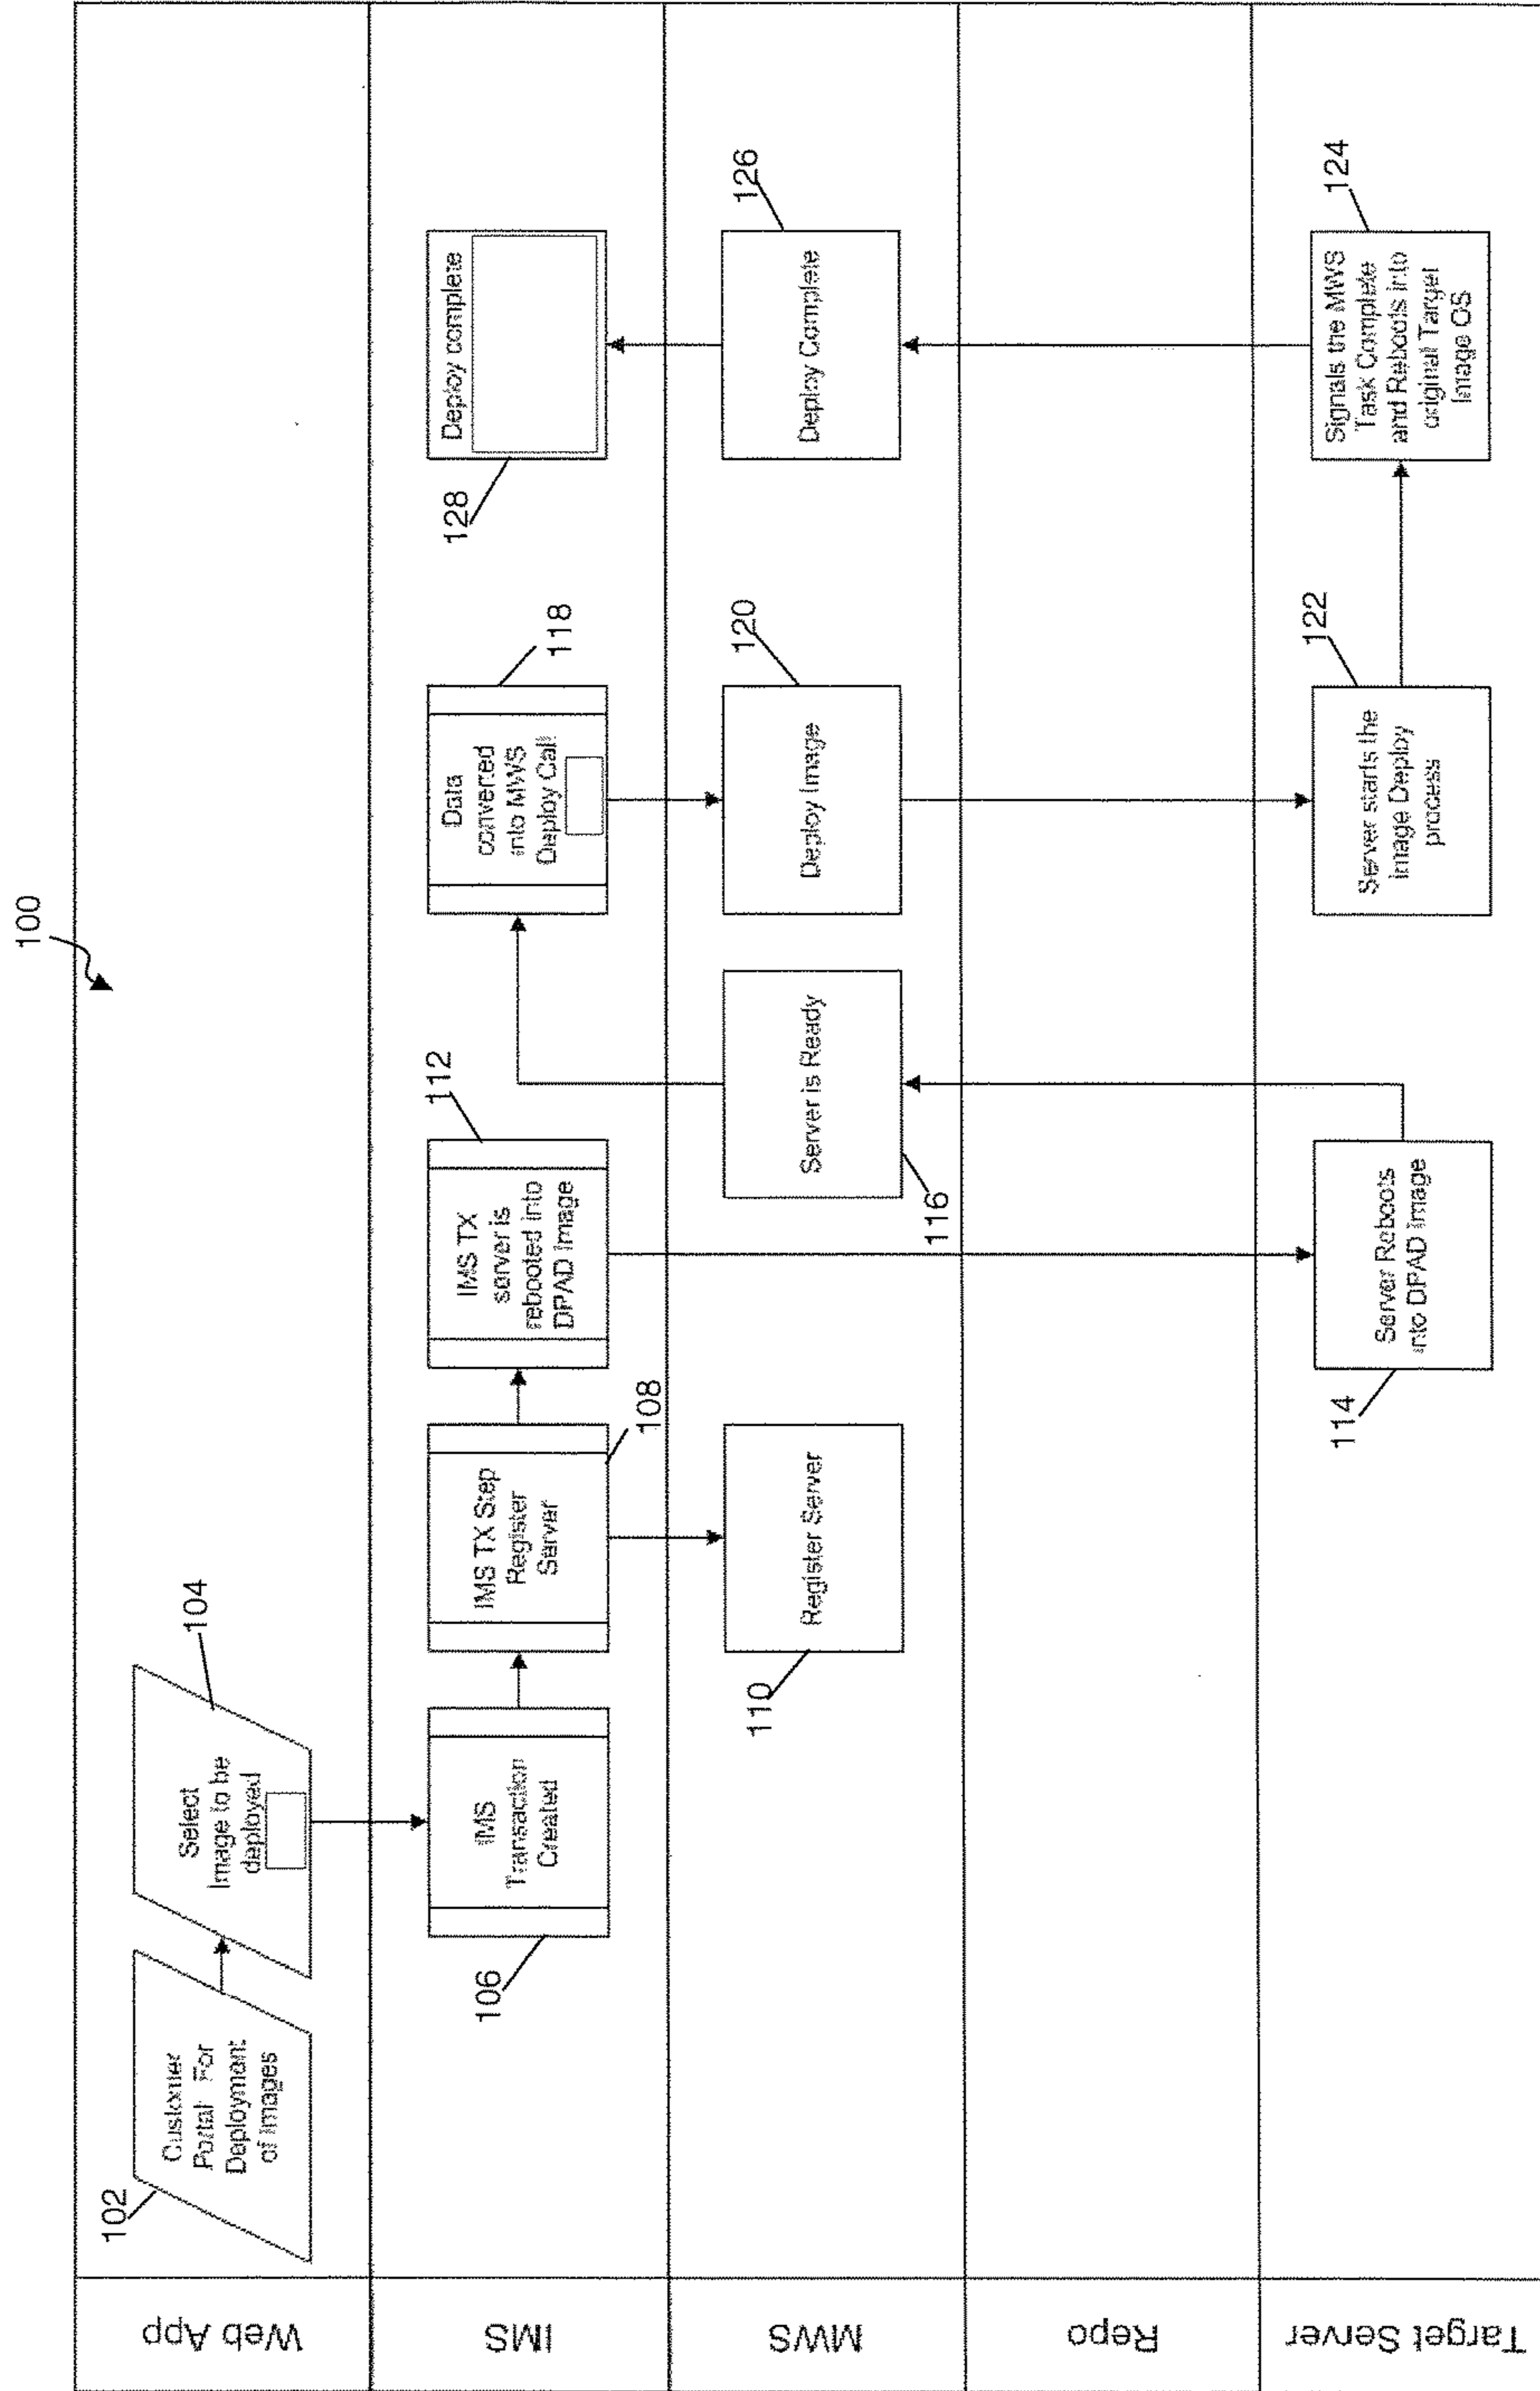 100
Web App
102
Customer
Portal: For
Deployment
of Images
104
Select
Image to be
deployed
IMS
106
IMS
Transaction
Created
108
IMS TX Step
Register
Server
112
IMS TX
server is
rebooted into
DPAD Image
118
Data
converted
into MWS
Deploy Call
128
Deploy complete
MWS
110
Register Server
116
Server is Ready
120
Deploy Image
126
Deploy Complete
Repo
Target Server
114
Server Reboots
into DPAD Image
122
Server starts the
Image Deploy
process
124
Signals the MWS
Task Complete
and Reboots into
original Target
Image OS